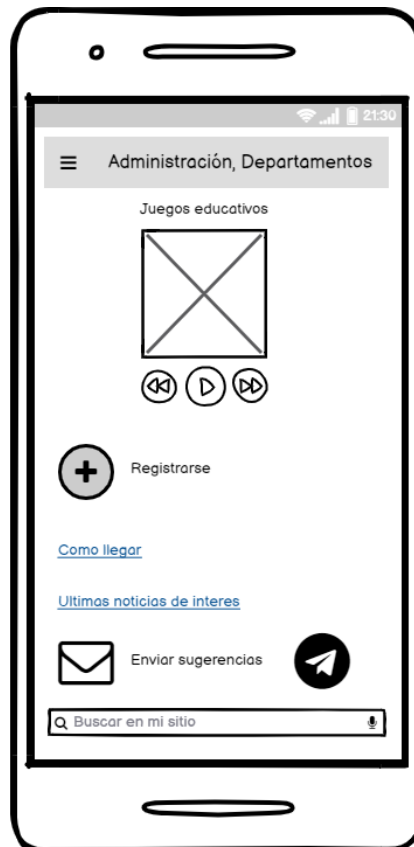 21:30
Administración, Departamentos
Juegos educativos
Registrarse
Como llegar
Ultimas noticias de interes
Enviar sugerencias
Buscar en mi sitio